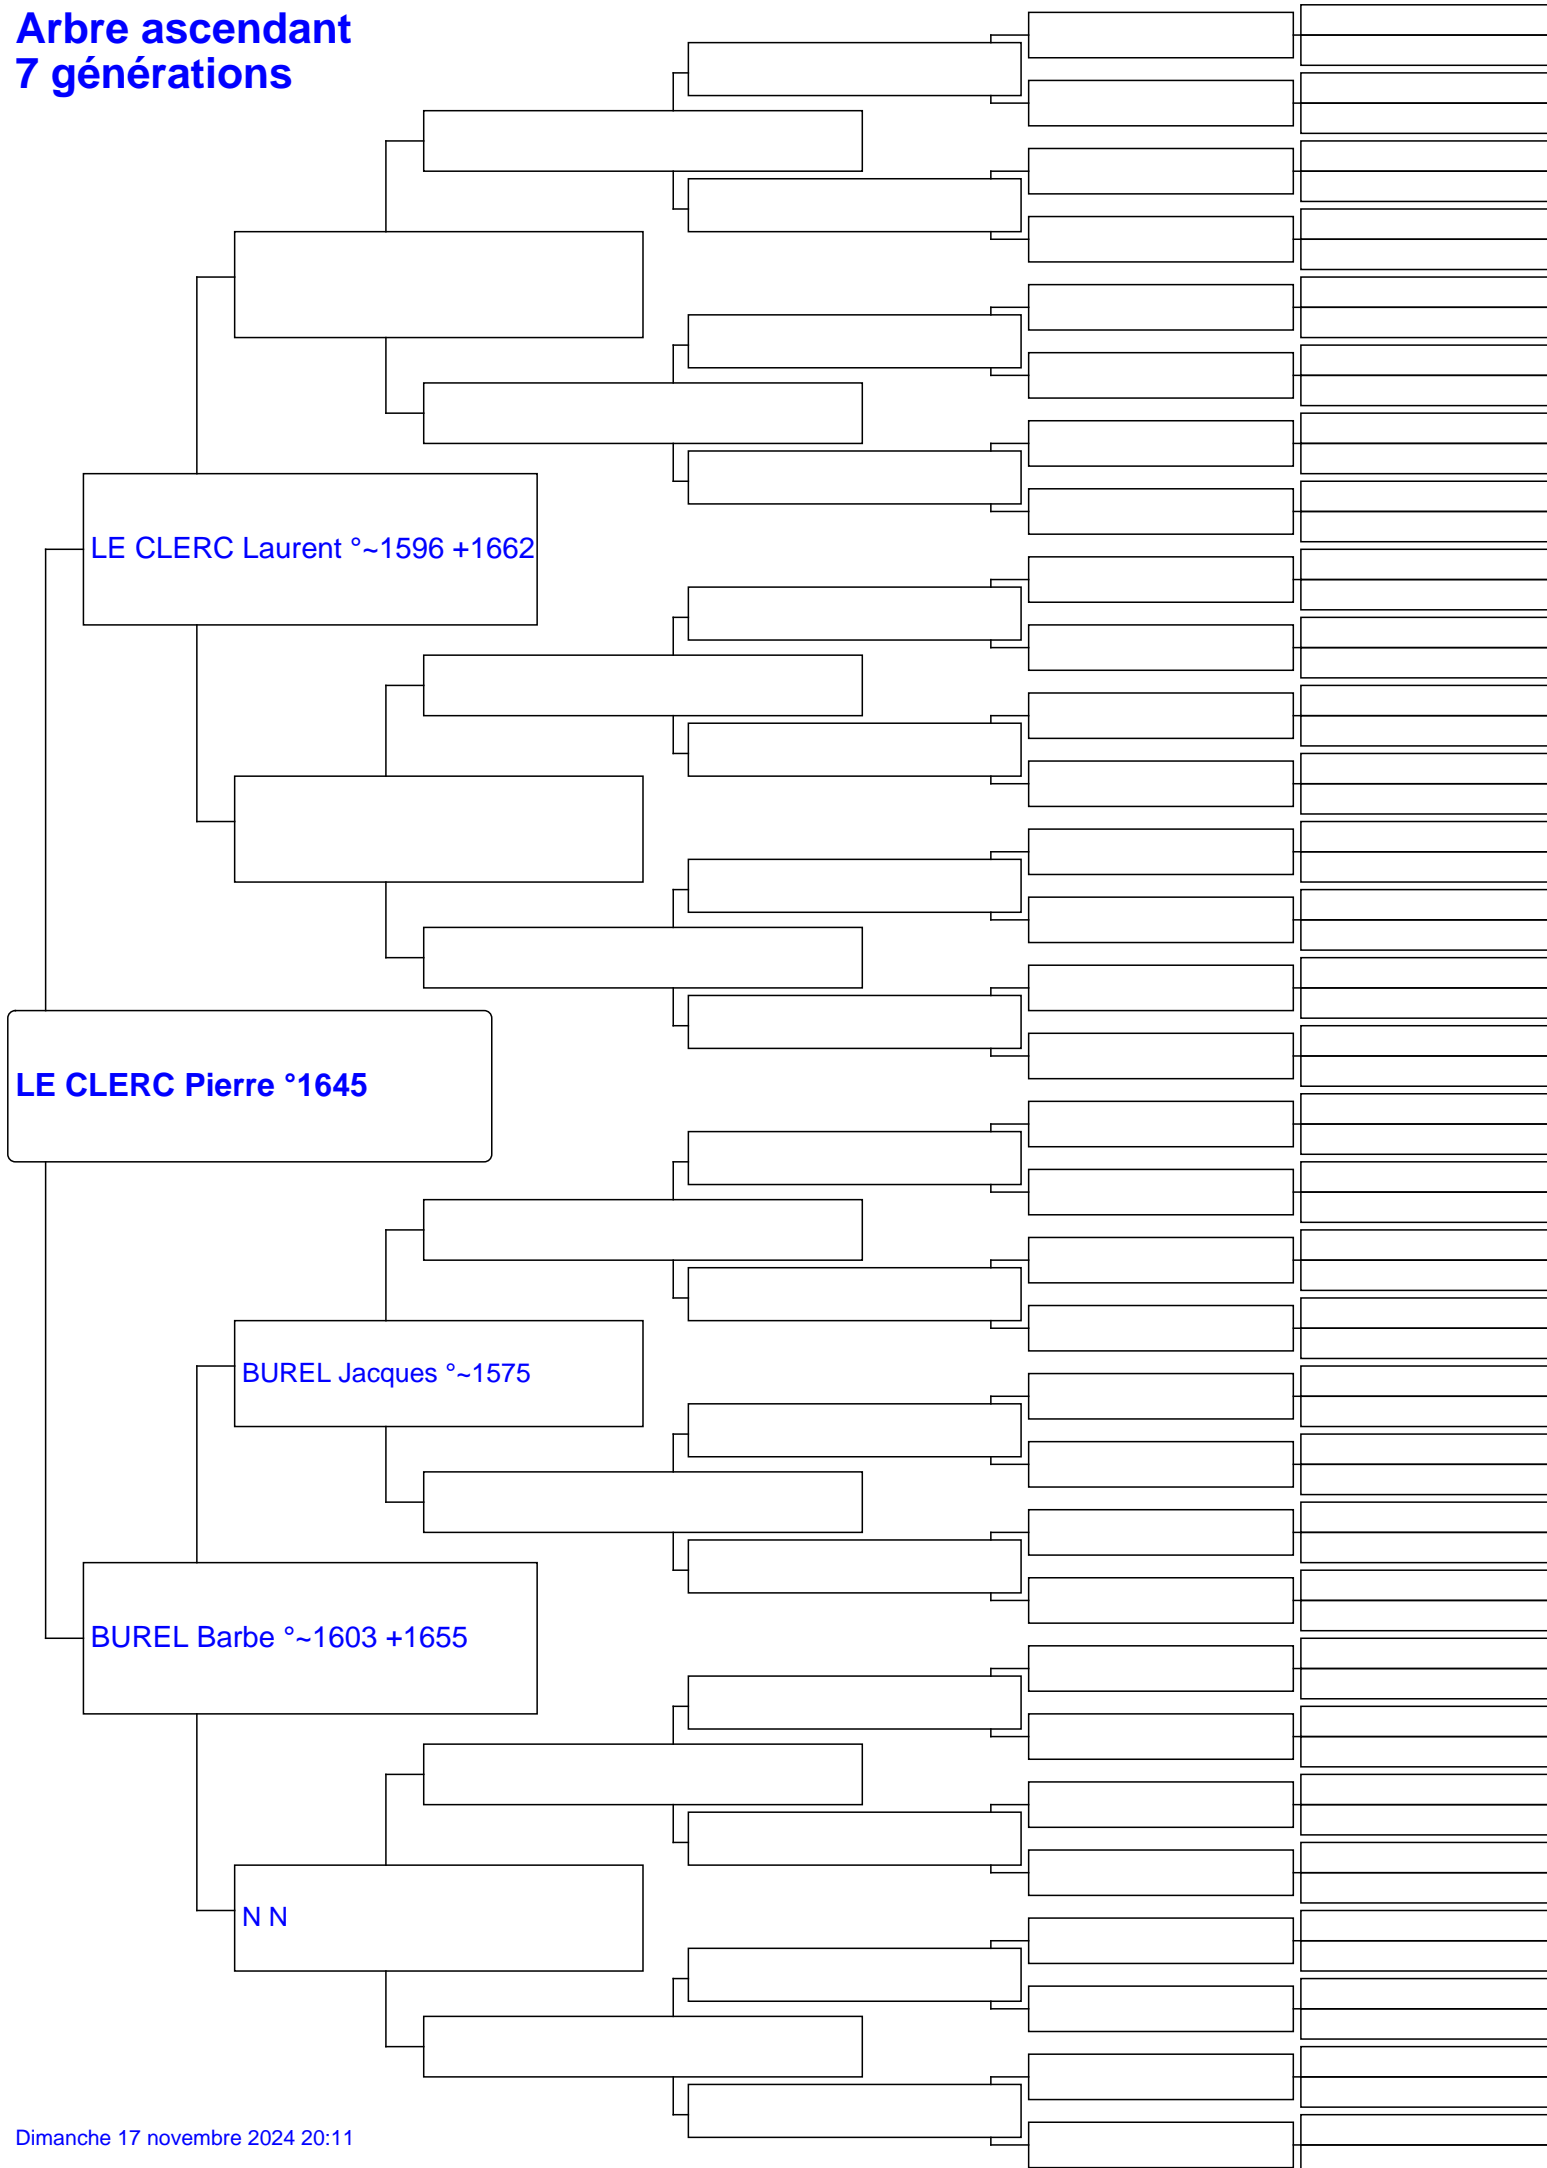 Arbre ascendant
7 générations
LE CLERC Laurent °~1596 +1662
LE CLERC Pierre °1645
BUREL Jacques °~1575
BUREL Barbe °~1603 +1655
N N
Dimanche 17 novembre 2024 20:11